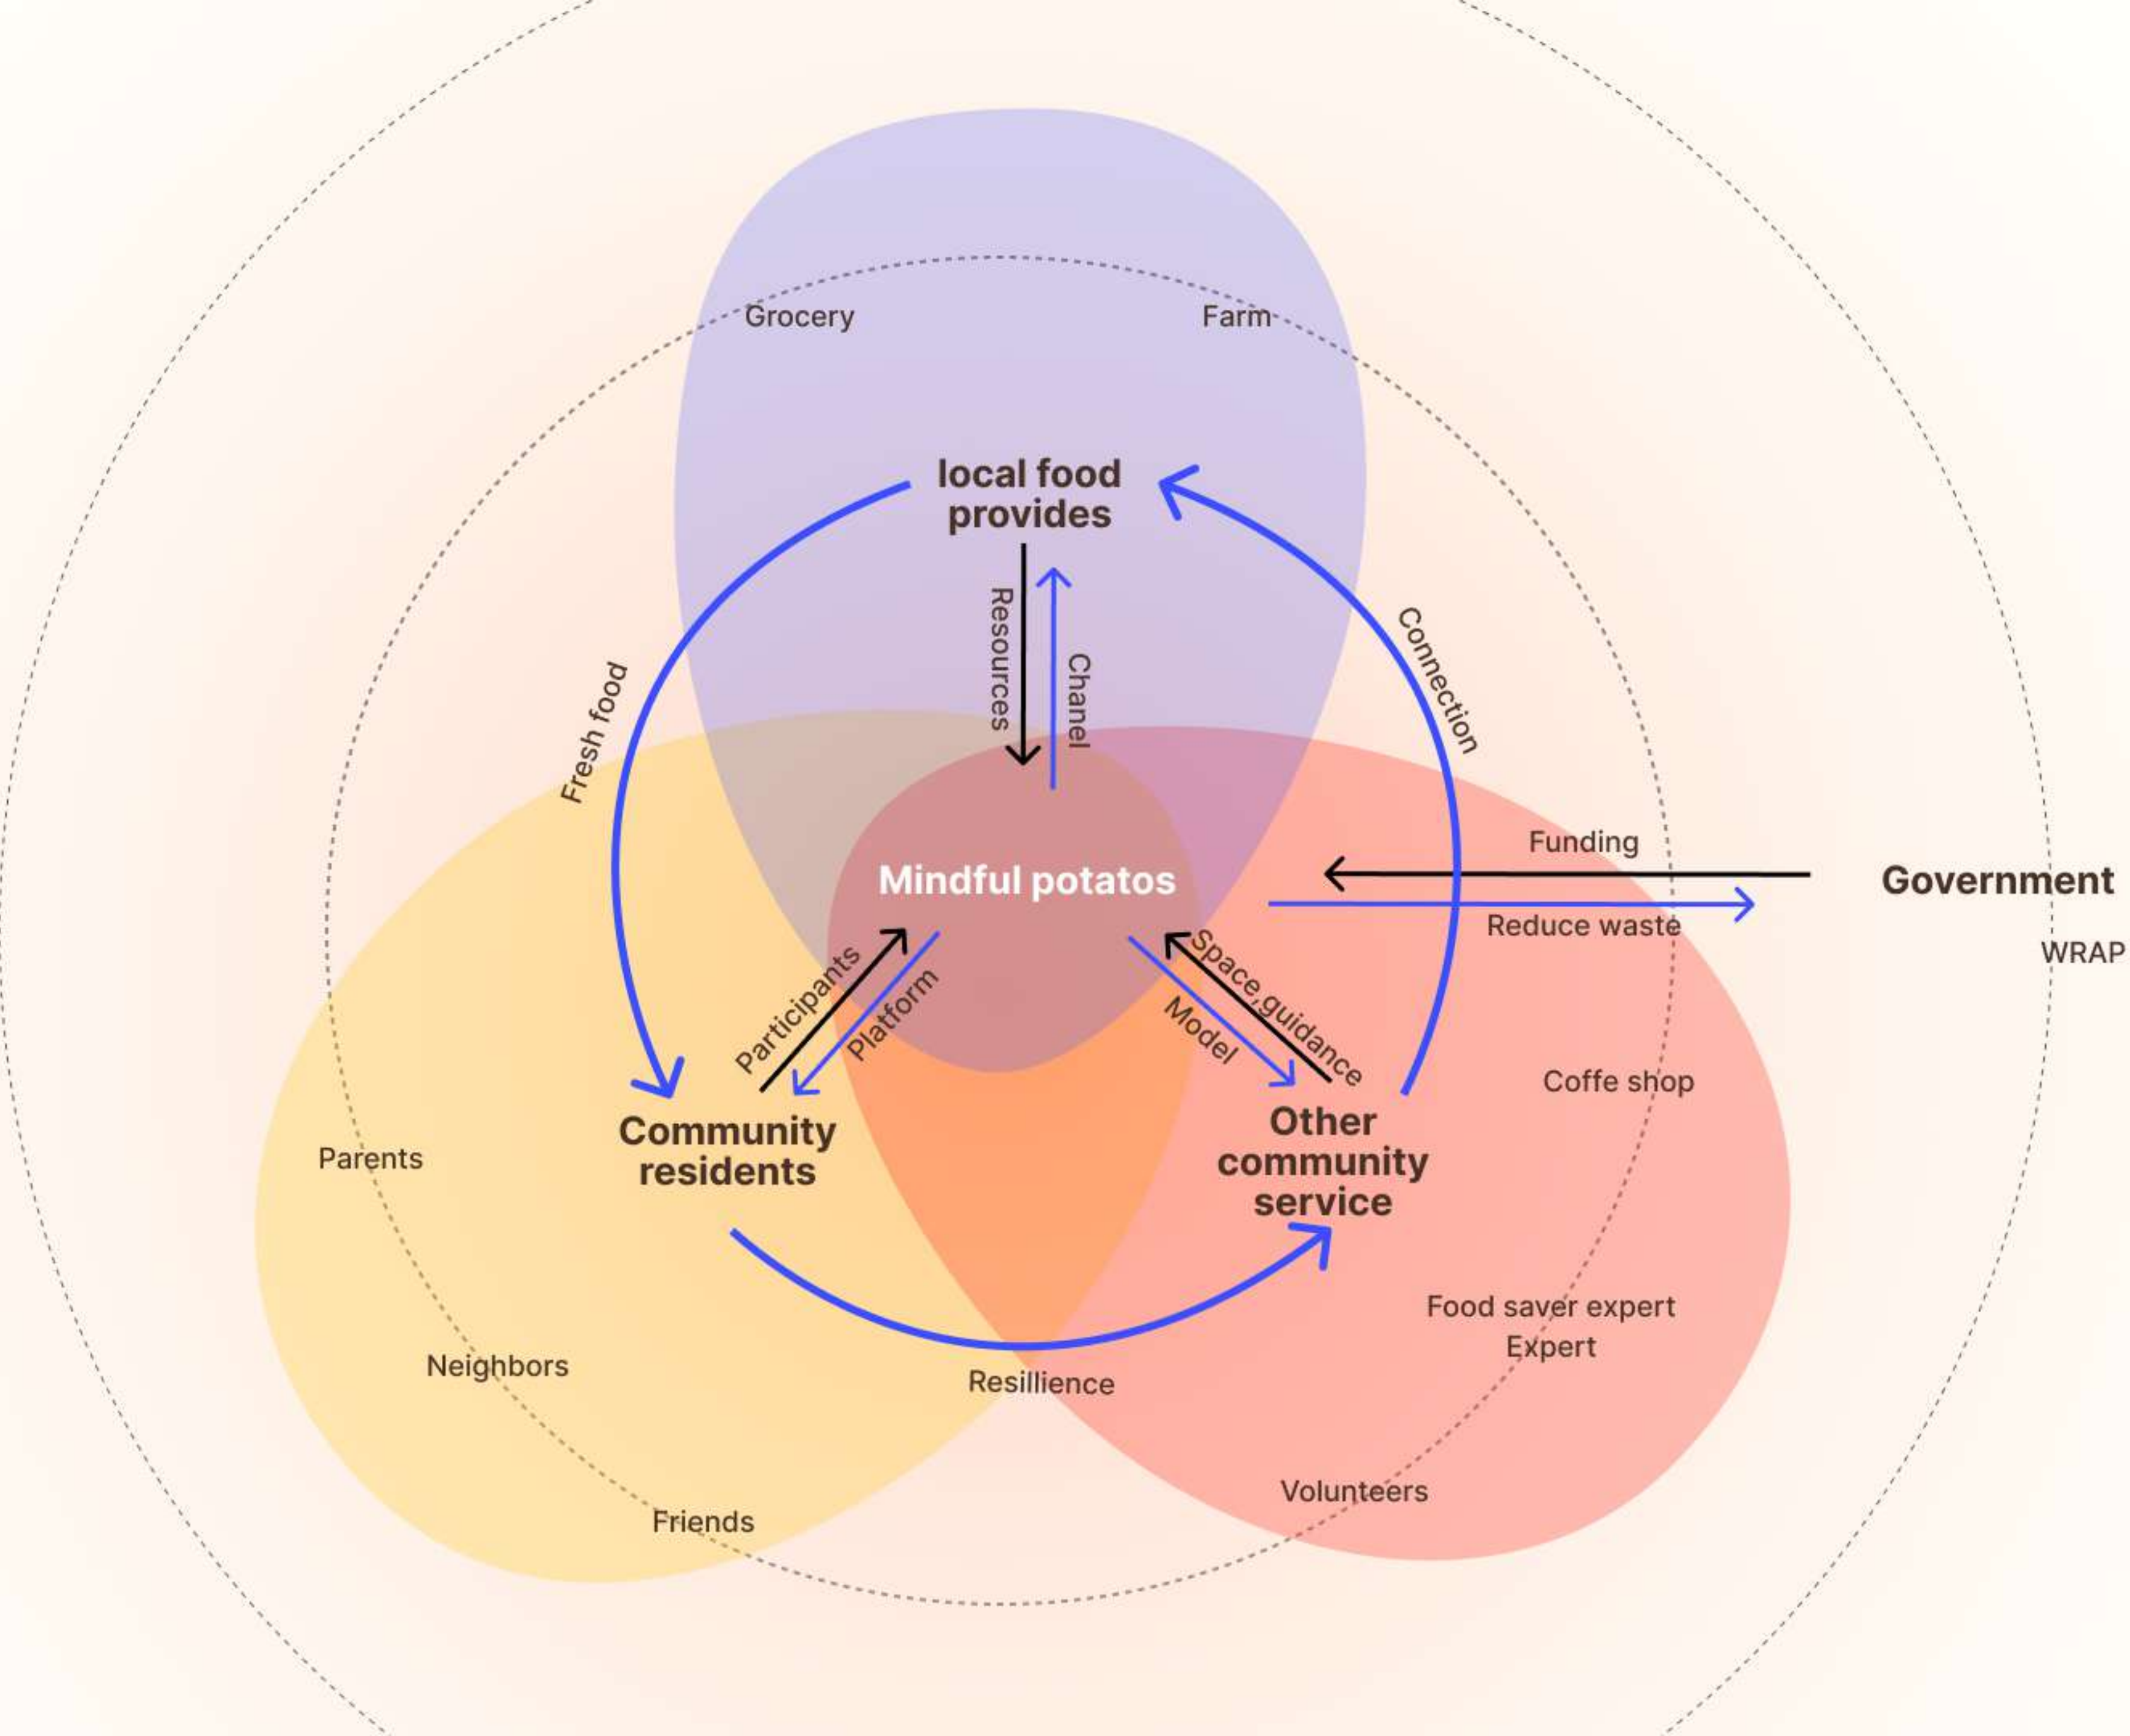 Grocery
Farm
local food
provides
Resources
Chanel
Connection
Fresh food
Mindful potatos
Funding
Government
Reduce waste
WRAP
Participants
Platform
Space,guidance
Model
Coffe shop
Community
residents
Other
community
service
Parents
Food saver expert
Expert
Neighbors
Resillience
Volunteers
Friends